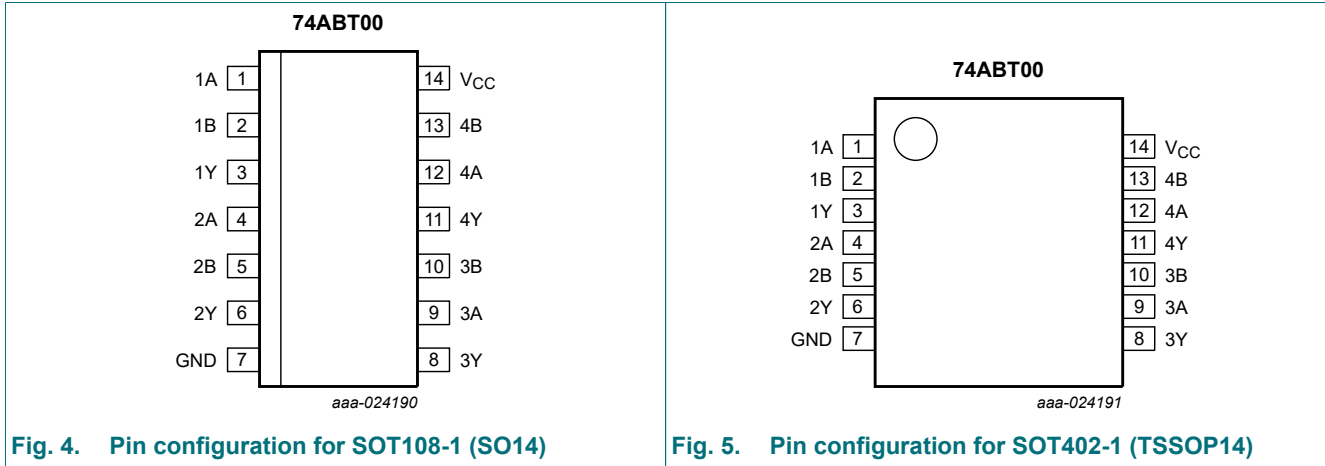 74ABT00
1A 1 14 VCC
1B 2 13 4B
1Y 3 12 4A
2A 4 11 4Y
2B 5 10 3B
2Y 6 9 3A
GND 7 8 3Y
aaa-024190
Fig. 4. Pin configuration for SOT108-1 (SO14)
74ABT00
1A 1 14 VCC
1B 2 13 4B
1Y 3 12 4A
2A 4 11 4Y
2B 5 10 3B
2Y 6 9 3A
GND 7 8 3Y
aaa-024191
Fig. 5. Pin configuration for SOT402-1 (TSSOP14)